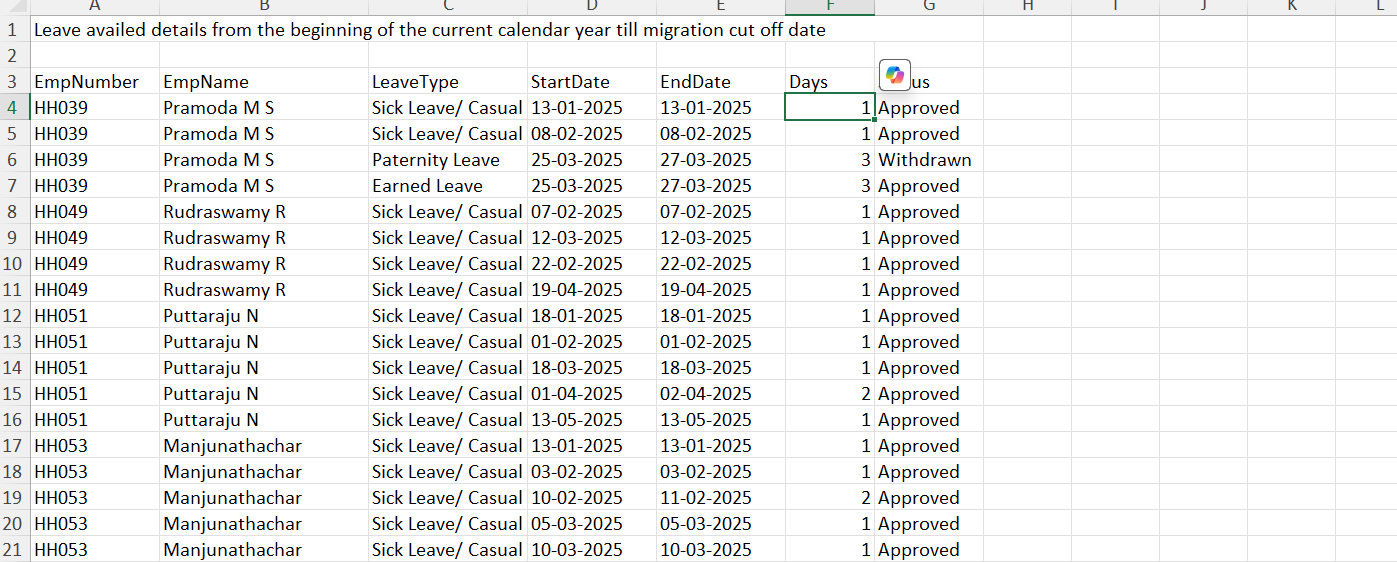 A B C D E F G H I J K L
1 Leave availed details from the beginning of the current calendar year till migration cut off date
2
3 EmpNumber EmpName LeaveType StartDate EndDate Days us
4 HH039 Pramoda M S Sick Leave/ Casual 13-01-2025 13-01-2025 1 Approved
5 HH039 Pramoda M S Sick Leave/ Casual 08-02-2025 08-02-2025 1 Approved
6 HH039 Pramoda M S Paternity Leave 25-03-2025 27-03-2025 3 Withdrawn
7 HH039 Pramoda M S Earned Leave 25-03-2025 27-03-2025 3 Approved
8 HH049 Rudraswamy R Sick Leave/ Casual 07-02-2025 07-02-2025 1 Approved
9 HH049 Rudraswamy R Sick Leave/ Casual 12-03-2025 12-03-2025 1 Approved
10 HH049 Rudraswamy R Sick Leave/ Casual 22-02-2025 22-02-2025 1 Approved
11 HH049 Rudraswamy R Sick Leave/ Casual 19-04-2025 19-04-2025 1 Approved
12 HH051 Puttaraju N Sick Leave/ Casual 18-01-2025 18-01-2025 1 Approved
13 HH051 Puttaraju N Sick Leave/ Casual 01-02-2025 01-02-2025 1 Approved
14 HH051 Puttaraju N Sick Leave/ Casual 18-03-2025 18-03-2025 1 Approved
15 HH051 Puttaraju N Sick Leave/ Casual 01-04-2025 02-04-2025 2 Approved
16 HH051 Puttaraju N Sick Leave/ Casual 13-05-2025 13-05-2025 1 Approved
17 HH053 Manjunathachar Sick Leave/ Casual 13-01-2025 13-01-2025 1 Approved
18 HH053 Manjunathachar Sick Leave/ Casual 03-02-2025 03-02-2025 1 Approved
19 HH053 Manjunathachar Sick Leave/ Casual 10-02-2025 11-02-2025 2 Approved
20 HH053 Manjunathachar Sick Leave/ Casual 05-03-2025 05-03-2025 1 Approved
21 HH053 Manjunathachar Sick Leave/ Casual 10-03-2025 10-03-2025 1 Approved